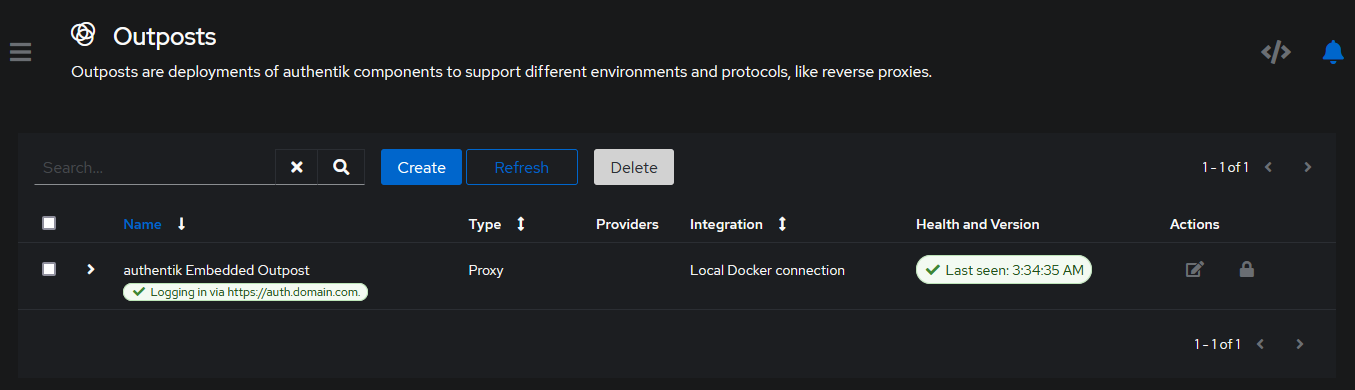 Outposts
Outposts are deployments of authentik components to support different environments and protocols, like reverse proxies.
Search... Create Refresh Delete 1 - 1 of 1
Name Type Providers Integration Health and Version Actions
authentik Embedded Outpost Proxy Local Docker connection Last seen: 3:34:35 AM
Logging in via https://auth.domain.com.
1 - 1 of 1